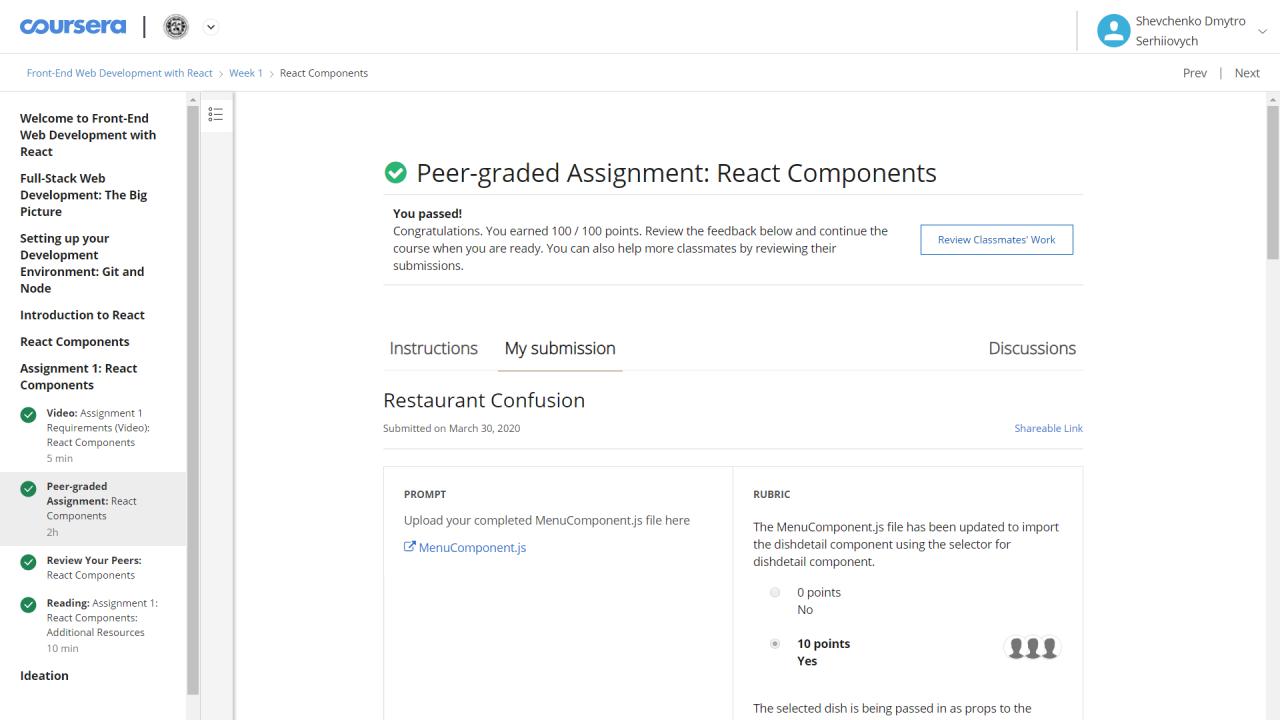 coursera
Shevchenko Dmytro
Serhiiovych
Front-End Web Development with React > Week 1 > React Components
Prev | Next
Welcome to Front-End
Web Development with
React
Full-Stack Web
Development: The Big
Picture
Setting up your
Development
Environment: Git and
Node
Introduction to React
React Components
Assignment 1: React
Components
Video: Assignment 1
Requirements (Video):
React Components
5 min
Peer-graded
Assignment: React
Components
2h
Review Your Peers:
React Components
Reading: Assignment 1:
React Components:
Additional Resources
10 min
Ideation
Peer-graded Assignment: React Components
You passed!
Congratulations. You earned 100 / 100 points. Review the feedback below and continue the
course when you are ready. You can also help more classmates by reviewing their
submissions.
Review Classmates' Work
Instructions
My submission
Discussions
Restaurant Confusion
Submitted on March 30, 2020
Shareable Link
PROMPT
Upload your completed MenuComponent.js file here
MenuComponent.js
RUBRIC
The MenuComponent.js file has been updated to import
the dishdetail component using the selector for
dishdetail component.
0 points
No
10 points
Yes
The selected dish is being passed in as props to the